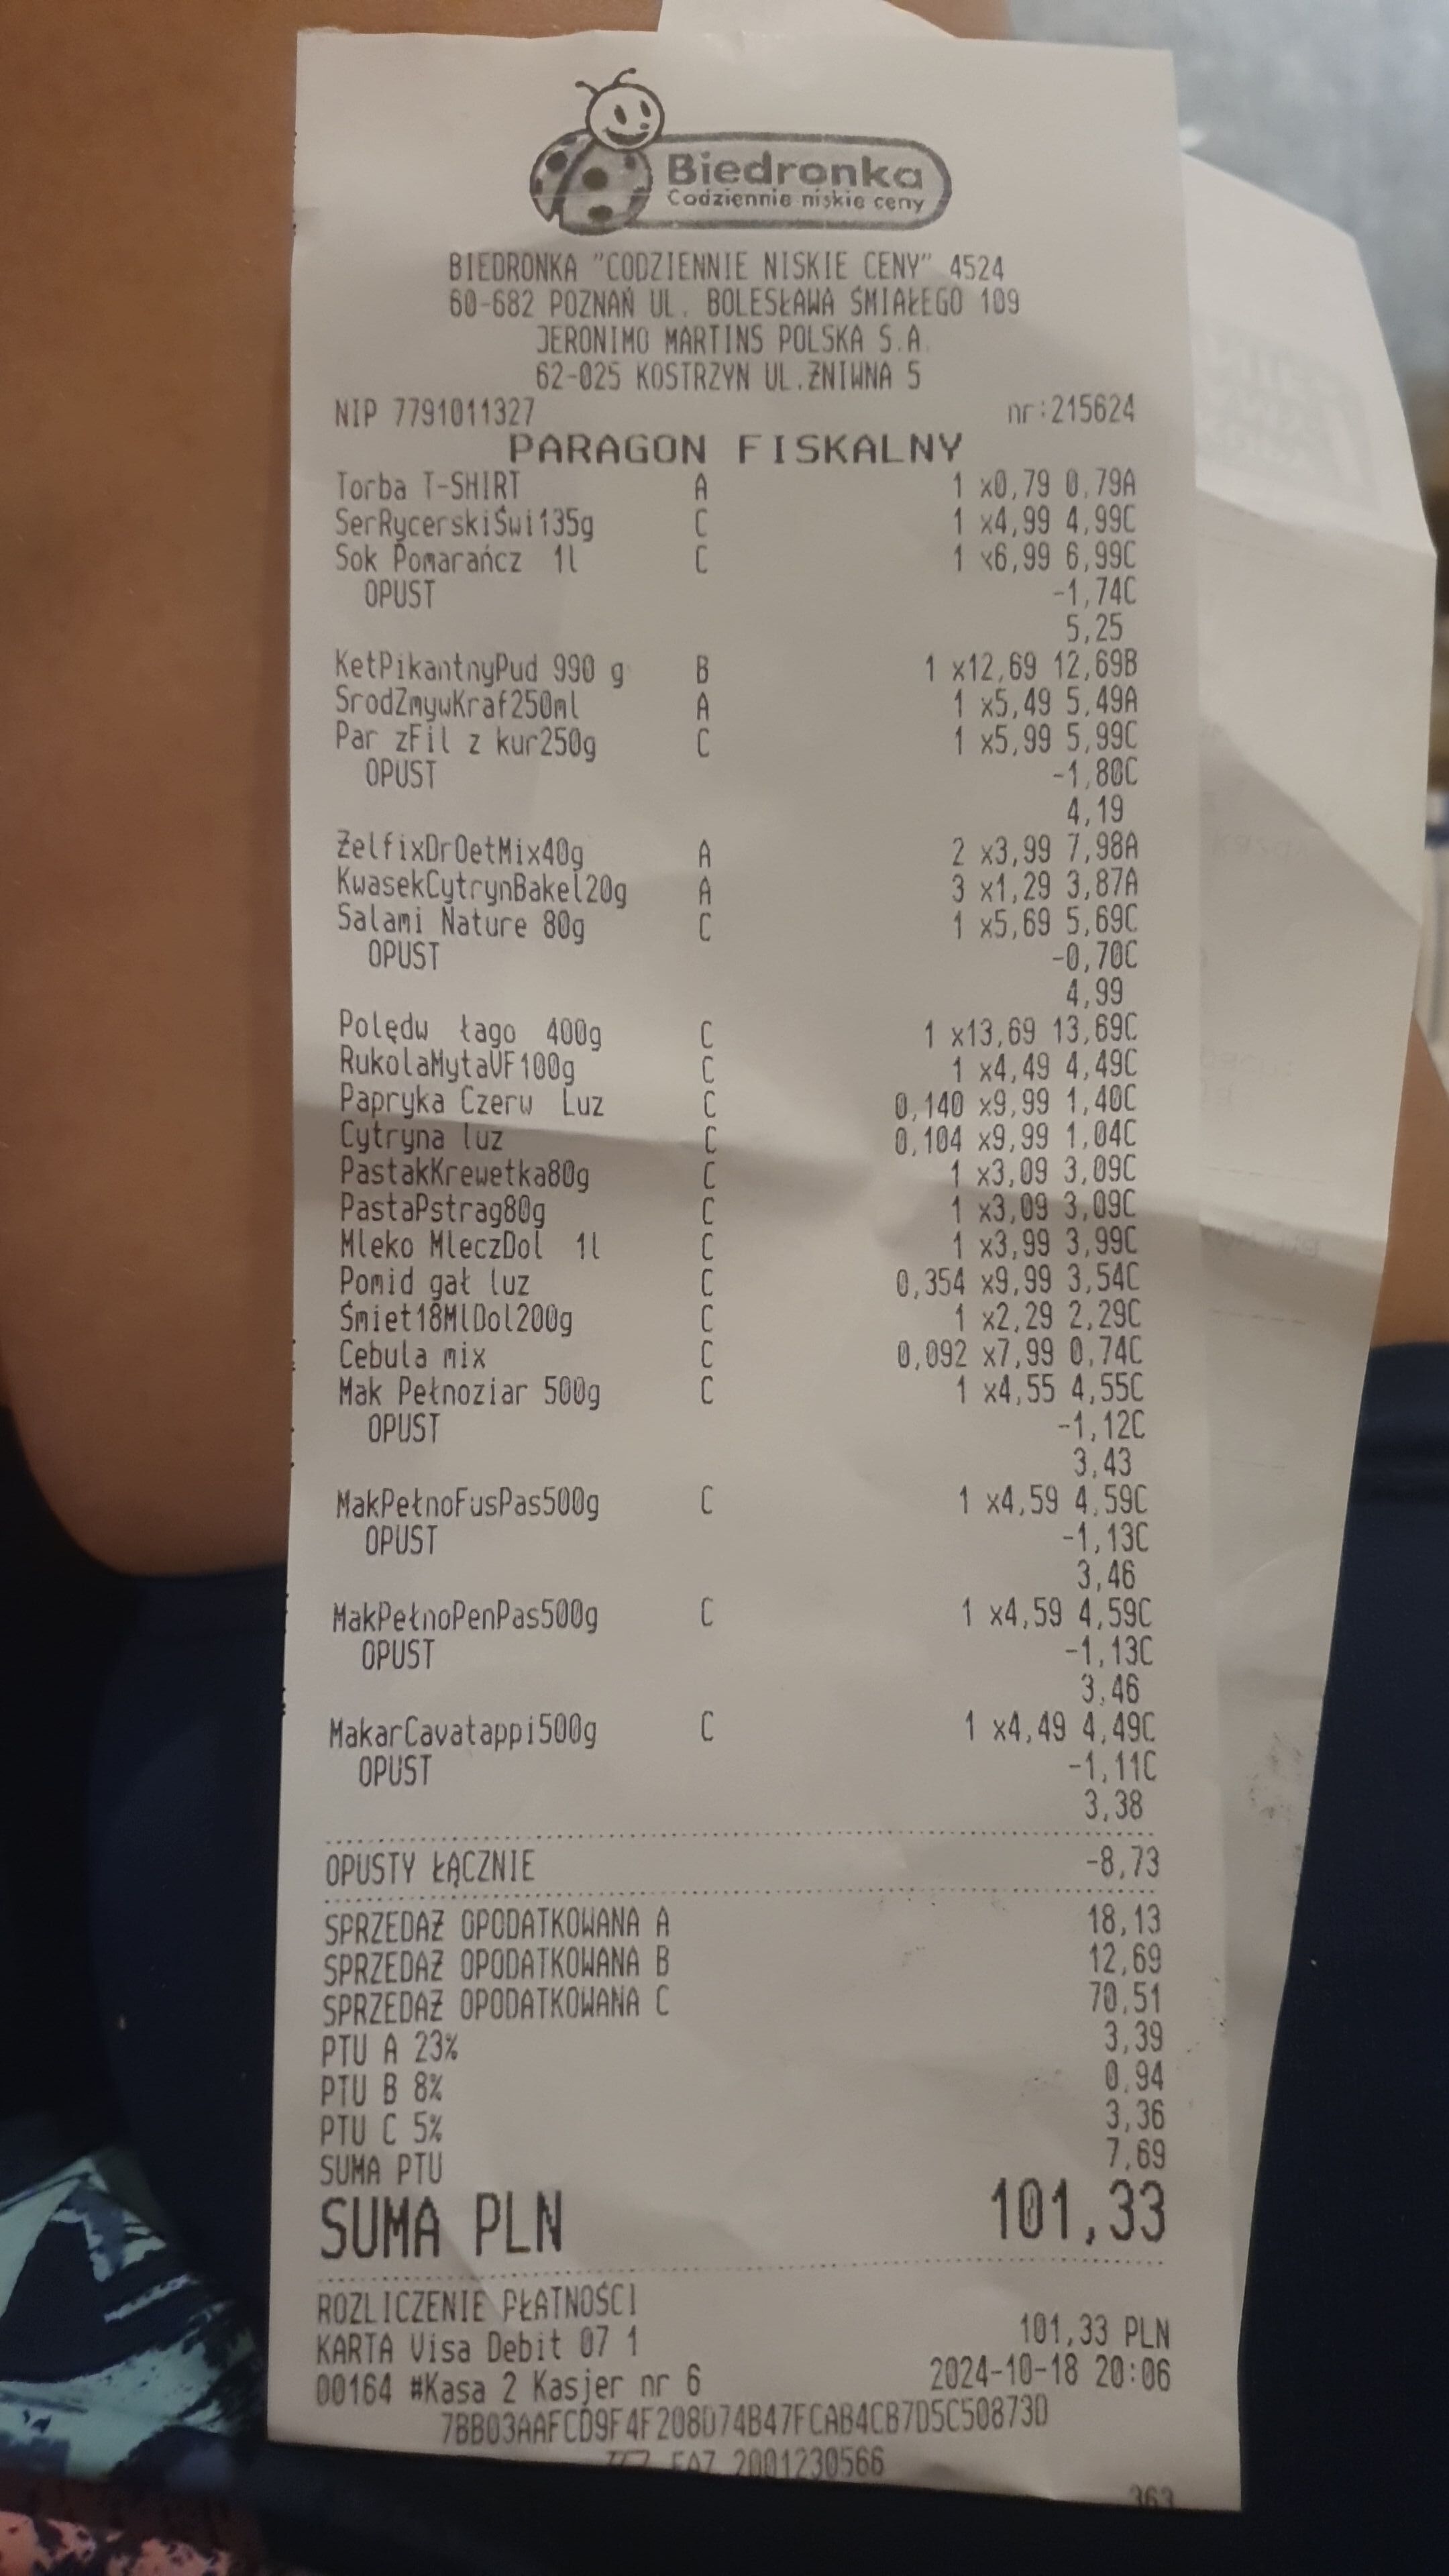 Biedronka
Codziennie niskie ceny
BIEDRONKA "CODZIENNIE NISKIE CENY" 4524
60-682 POZNAŃ UL. BOLESŁAWA ŚMIAŁEGO 109
JERONIMO MARTINS POLSKA S.A.
62-025 KOSTRZYN UL.ŻNIWNA 5
NIP 7791011327 nr:215624
PARAGON FISKALNY
Torba T-SHIRT A 1 x0,79 0,79A
SerRycerskiŚwi135g C 1 x4,99 4,99C
Sok Pomarańcz 1l C 1 x6,99 6,99C
OPUST -1,74C
5,25
KetPikantnyPud 990 g B 1 x12,69 12,69B
SrodZmywKraf250ml A 1 x5,49 5,49A
Par zFil z kur250g C 1 x5,99 5,99C
OPUST -1,80C
4,19
ŻelfixDrOetMix40g A 2 x3,99 7,98A
KwasekCytrynBakel20g A 3 x1,29 3,87A
Salami Nature 80g C 1 x5,69 5,69C
OPUST -0,70C
4,99
Polędw łago 400g C 1 x13,69 13,69C
RukolaMytaVF100g C 1 x4,49 4,49C
Papryka Czerw Luz C 0,140 x9,99 1,40C
Cytryna luz C 0,104 x9,99 1,04C
PastakKrewetka80g C 1 x3,09 3,09C
PastaPstrag80g C 1 x3,09 3,09C
Mleko MleczDol 1l C 1 x3,99 3,99C
Pomid gał luz C 0,354 x9,99 3,54C
Śmiet18MlDol200g C 1 x2,29 2,29C
Cebula mix C 0,092 x7,99 0,74C
Mak Pełnoziar 500g C 1 x4,55 4,55C
OPUST -1,12C
3,43
MakPełnoFusPas500g C 1 x4,59 4,59C
OPUST -1,13C
3,46
MakPełnoPenPas500g C 1 x4,59 4,59C
OPUST -1,13C
3,46
MakarCavatappi500g C 1 x4,49 4,49C
OPUST -1,11C
3,38
OPUSTY ŁĄCZNIE -8,73
SPRZEDAŻ OPODATKOWANA A 18,13
SPRZEDAŻ OPODATKOWANA B 12,69
SPRZEDAŻ OPODATKOWANA C 70,51
PTU A 23% 3,39
PTU B 8% 0,94
PTU C 5% 3,36
SUMA PTU 7,69
SUMA PLN 101,33
ROZLICZENIE PŁATNOŚCI
KARTA Visa Debit 07 1 101,33 PLN
00164 #Kasa 2 Kasjer nr 6 2024-10-18 20:06
7BB03AAFCD9F4F208D74B47FCAB4CB7D5C50873D
2001230566
363